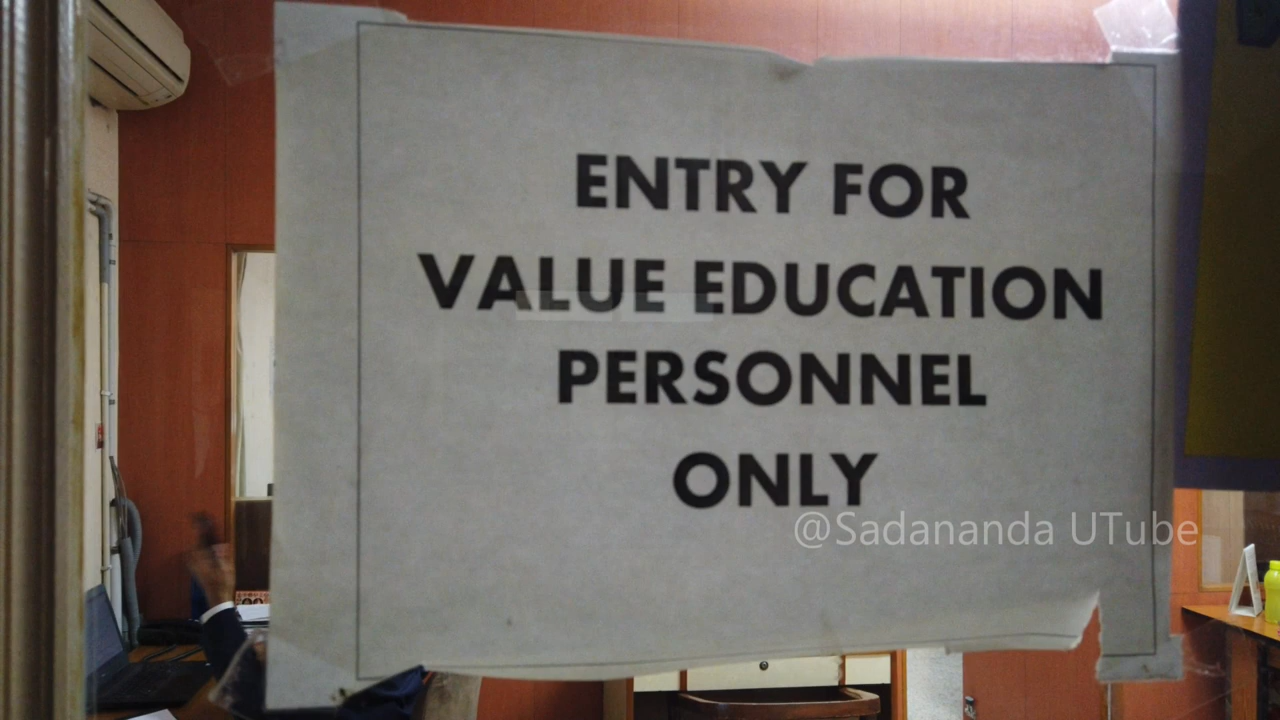 ENTRY FOR
VALUE EDUCATION
PERSONNEL
ONLY
@Sadananda UTube